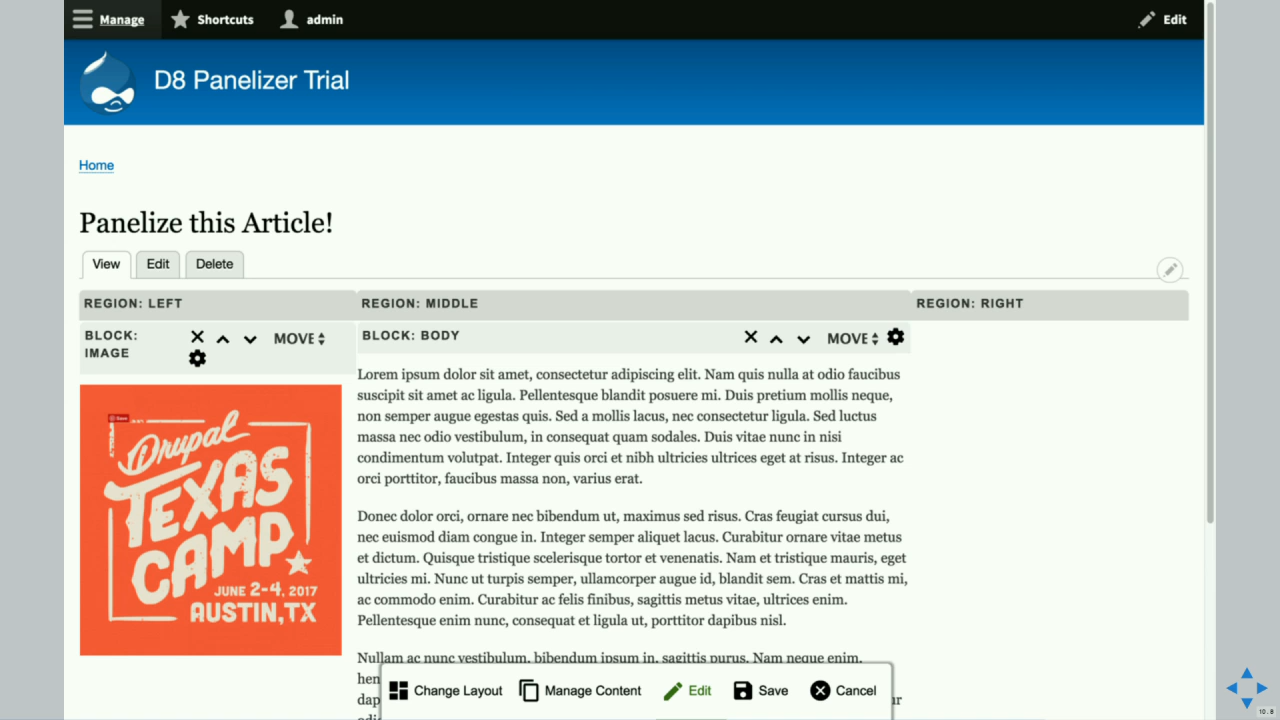 Manage Shortcuts admin Edit
D8 Panelizer Trial
Home
Panelize this Article!
View Edit Delete
REGION: LEFT REGION: MIDDLE REGION: RIGHT
BLOCK: IMAGE MOVE
BLOCK: BODY MOVE
Save
Drupal
TEXAS
CAMP
JUNE 2-4, 2017
AUSTIN, TX
Lorem ipsum dolor sit amet, consectetur adipiscing elit. Nam quis nulla at odio faucibus
suscipit sit amet ac ligula. Pellentesque blandit posuere mi. Duis pretium mollis neque,
non semper augue egestas quis. Sed a mollis lacus, nec consectetur ligula. Sed luctus
massa nec odio vestibulum, in consequat quam sodales. Duis vitae nunc in nisi
condimentum volutpat. Integer quis orci et nibh ultricies ultrices eget at risus. Integer ac
orci porttitor, faucibus massa non, varius erat.
Donec dolor orci, ornare nec bibendum ut, maximus sed risus. Cras feugiat cursus dui,
nec euismod diam congue in. Integer semper aliquet lacus. Curabitur ornare vitae metus
et dictum. Quisque tristique scelerisque tortor et venenatis. Nam et tristique mauris, eget
ultricies mi. Nunc ut turpis semper, ullamcorper augue id, blandit sem. Cras et mattis mi,
ac commodo enim. Curabitur ac felis finibus, sagittis metus vitae, ultrices enim.
Pellentesque enim nunc, consequat et ligula ut, porttitor dapibus nisl.
Nullam ac nunc vestibulum, bibendum ipsum in, sagittis purus. Nam neque enim,
Change Layout Manage Content Edit Save Cancel
10.8